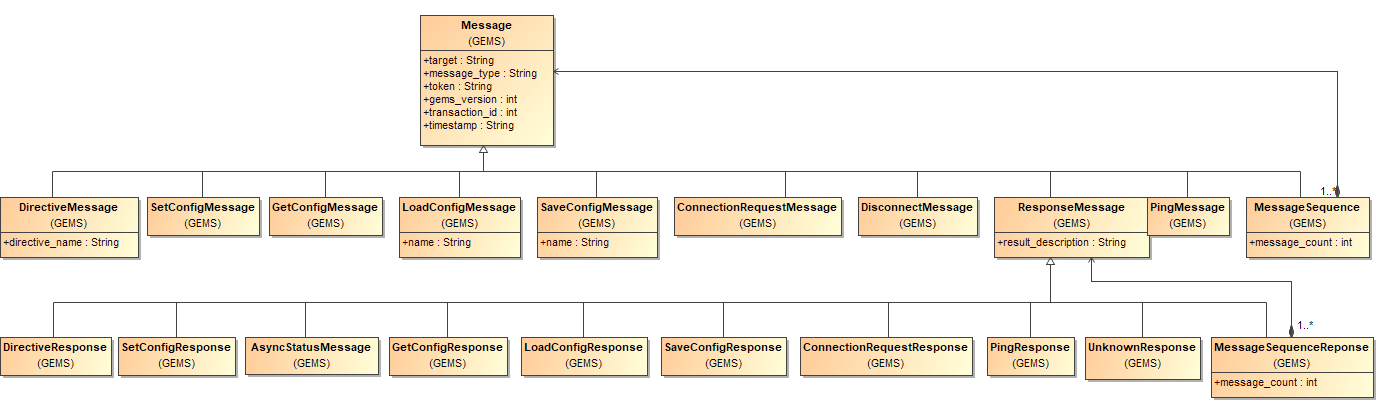 Message
(GEMS)
+target : String
+message_type : String
+token : String
+gems_version : int
+transaction_id : int
+timestamp : String
1..*
DirectiveMessage
(GEMS)
+directive_name : String
SetConfigMessage
(GEMS)
GetConfigMessage
(GEMS)
LoadConfigMessage
(GEMS)
+name : String
SaveConfigMessage
(GEMS)
+name : String
ConnectionRequestMessage
(GEMS)
DisconnectMessage
(GEMS)
ResponseMessage
(GEMS)
+result_description : String
PingMessage
(GEMS)
MessageSequence
(GEMS)
+message_count : int
1..*
DirectiveResponse
(GEMS)
SetConfigResponse
(GEMS)
AsyncStatusMessage
(GEMS)
GetConfigResponse
(GEMS)
LoadConfigResponse
(GEMS)
SaveConfigResponse
(GEMS)
ConnectionRequestResponse
(GEMS)
PingResponse
(GEMS)
UnknownResponse
(GEMS)
MessageSequenceReponse
(GEMS)
+message_count : int